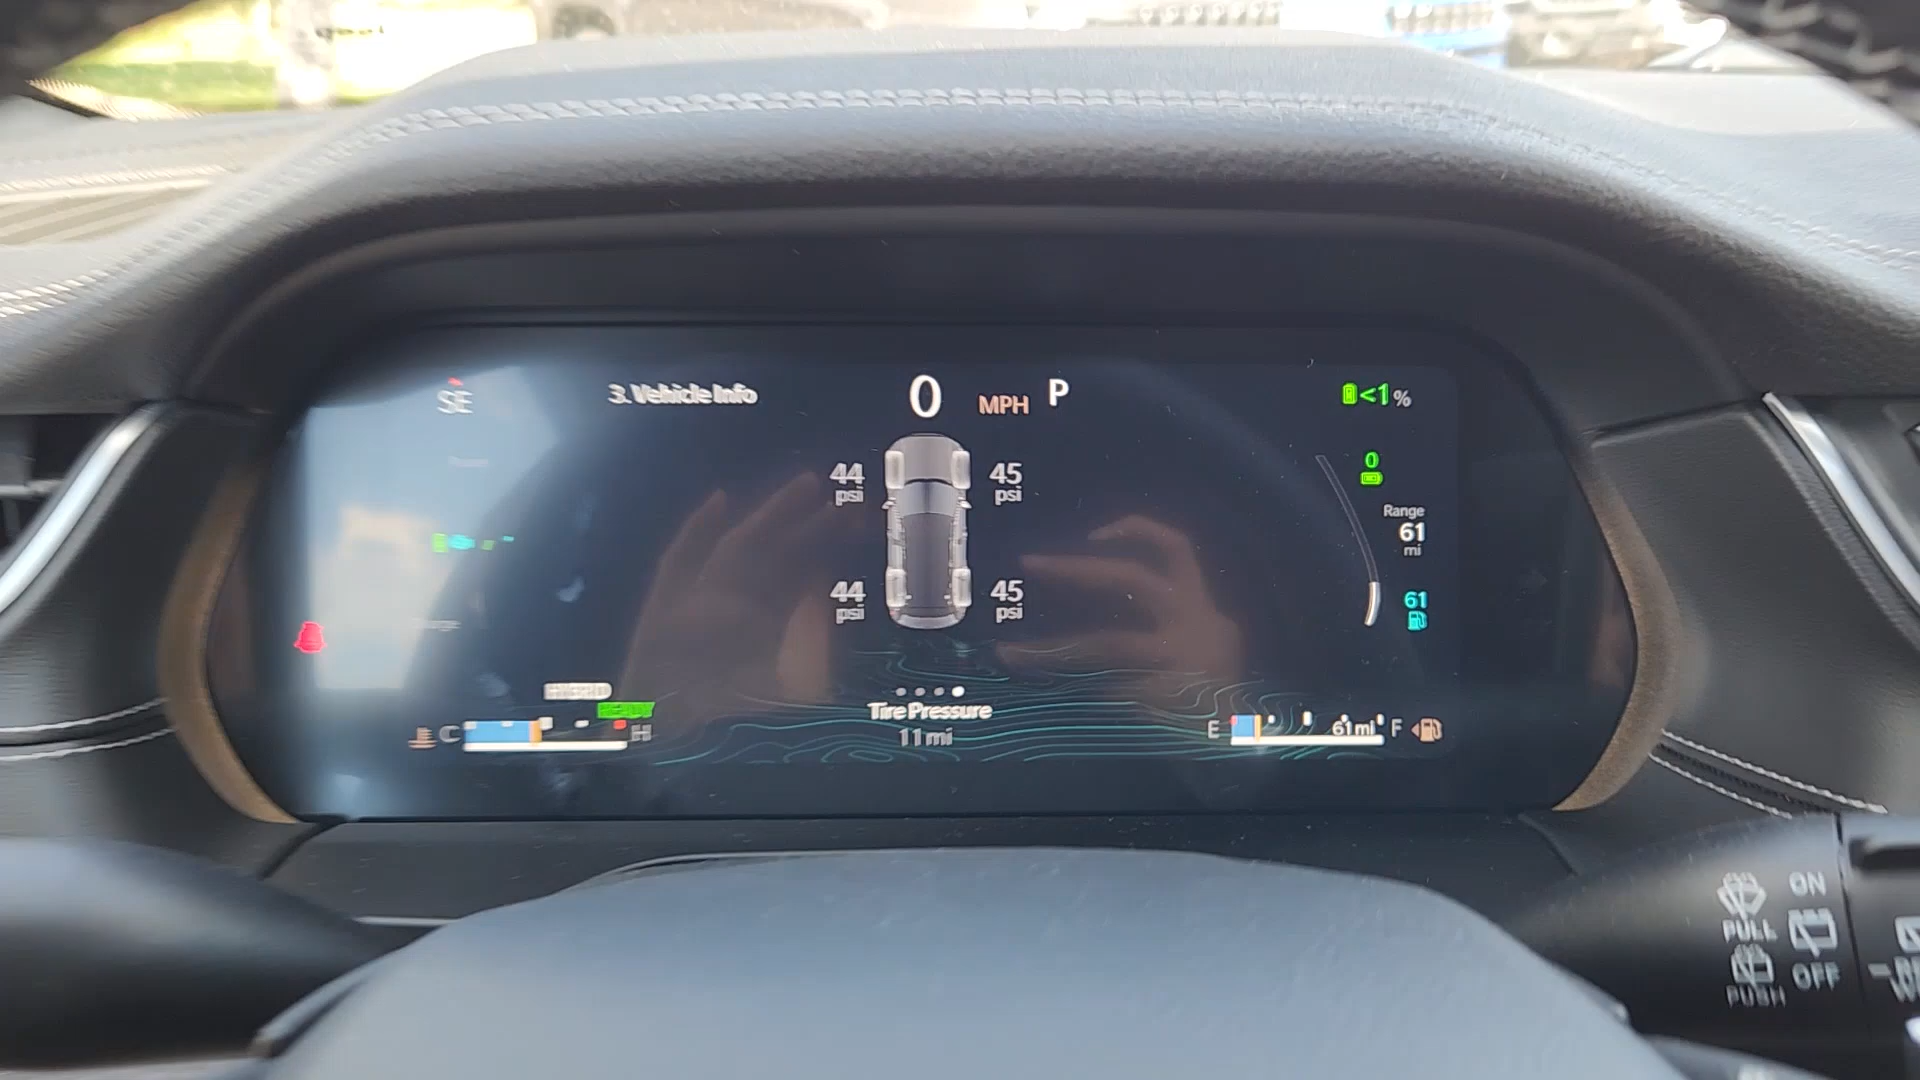 SE
3. Vehicle Info
0 MPH P
<1 %
44 psi
45 psi
0
Range
61
mi
44 psi
45 psi
61
HYBRID
READY
C H
Tire Pressure
11 mi
E 61 mi F
ON
PULL
OFF
PUSH